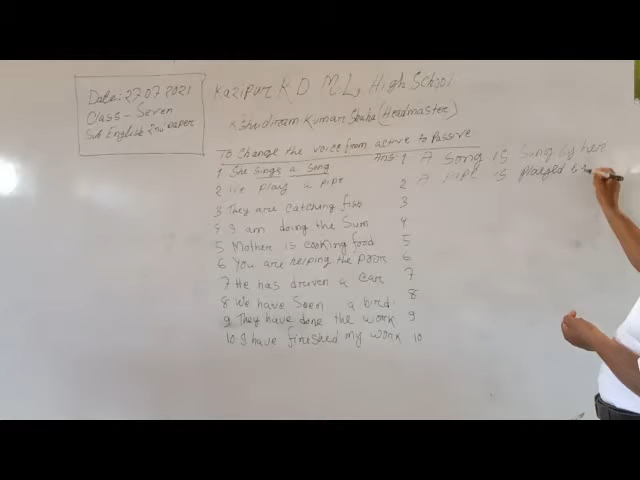 Date: 27.07.2021
Class - Seven
Sub English 2nd paper
Kazipur K D M.L. High School
Kshudiram Kumar Shaha (Headmaster)
To Change the voice from active to Passive
1 She sings a Song
2 We play a pipe
3 They are catching fish
4 I am doing the Sum
5 Mother is cooking food
6 You are helping the poor
7 He has driven a car
8 We have seen a bird.
9 They have done the work
10 I have finished my work
Ans 1 A Song is Sung by her
2 A pipe is played b
3
4
5
6
7
8
9
10